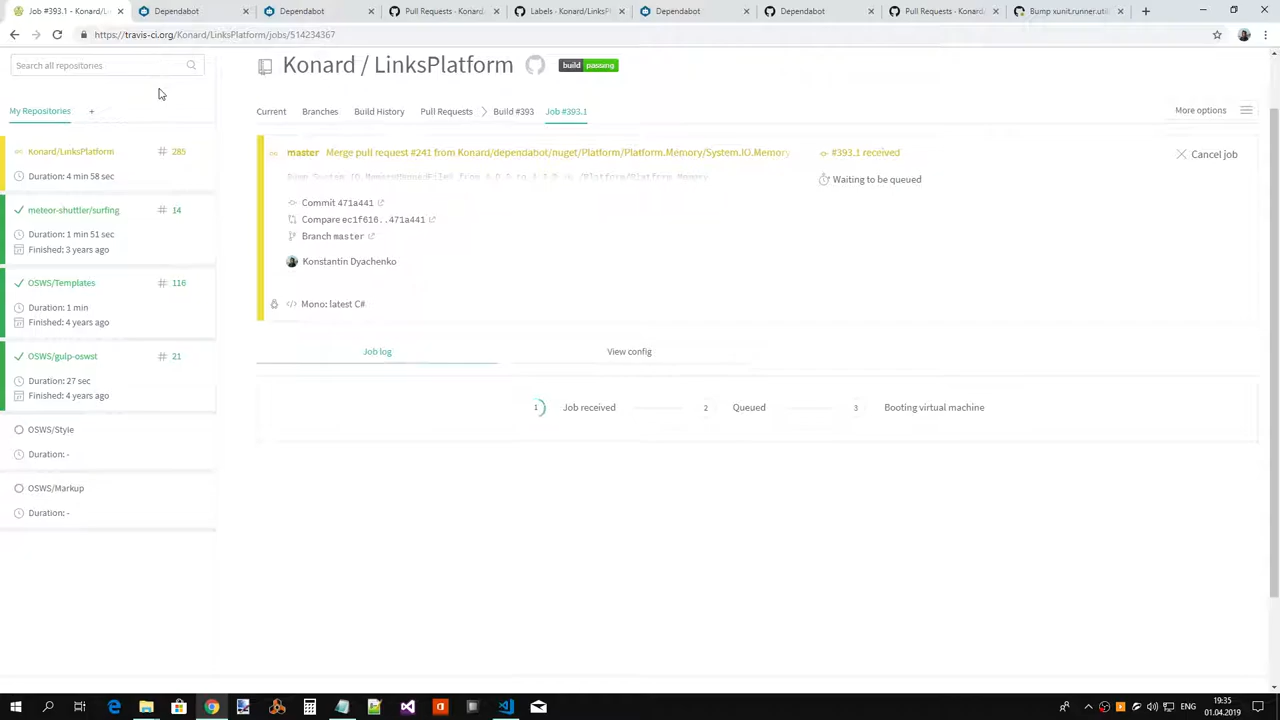 Job #393.1 - Konard/Lin
Dependabot
Dependabot
Pull Requests · Konard/
Labels · Konard/LinksPl
Dependabot
Dependabot
Pull Requests · Konard/
Bump xunit.runner.utili
https://travis-ci.org/Konard/LinksPlatform/jobs/514234367
Search all repositories
Konard / LinksPlatform
build passing
My Repositories +
Current Branches Build History Pull Requests Build #393 Job #393.1
More options
Konard/LinksPlatform # 285
Duration: 4 min 58 sec
meteor-shuttler/surfing # 14
Duration: 1 min 51 sec
Finished: 3 years ago
OSWS/Templates # 116
Duration: 1 min
Finished: 4 years ago
OSWS/gulp-oswst # 21
Duration: 27 sec
Finished: 4 years ago
OSWS/Style
Duration: -
OSWS/Markup
Duration: -
master Merge pull request #241 from Konard/dependabot/nuget/Platform/Platform.Memory/System.IO.Memory
#393.1 received
Cancel job
Waiting to be queued
Commit 471a441
Compare ec1f616..471a441
Branch master
Konstantin Dyachenko
Mono: latest C#
Job log
View config
1 Job received
2 Queued
3 Booting virtual machine
ENG
19:35
01.04.2019